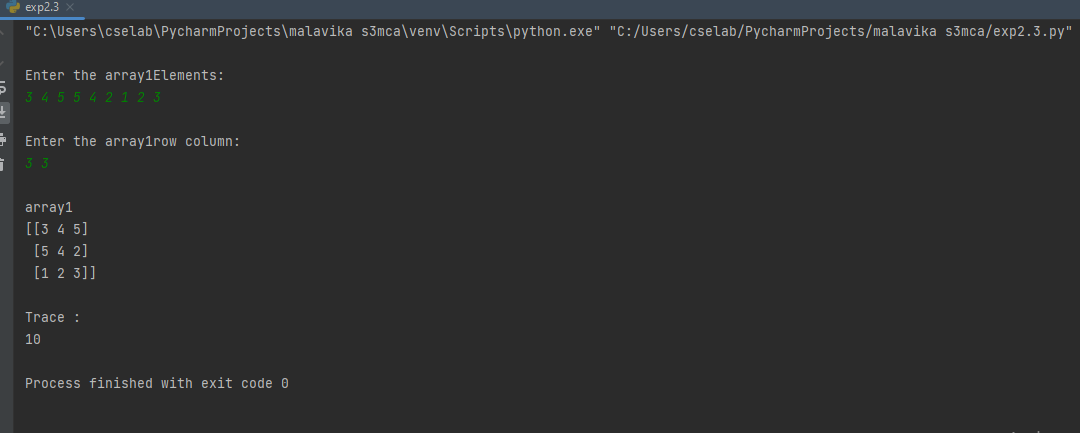 exp2.3
"C:\Users\cselab\PycharmProjects\malavika s3mca\venv\Scripts\python.exe" "C:/Users/cselab/PycharmProjects/malavika s3mca/exp2.3.py"
Enter the array1Elements:
3 4 5 5 4 2 1 2 3
Enter the array1row column:
3 3
array1
[[3 4 5]
[5 4 2]
[1 2 3]]
Trace :
10
Process finished with exit code 0